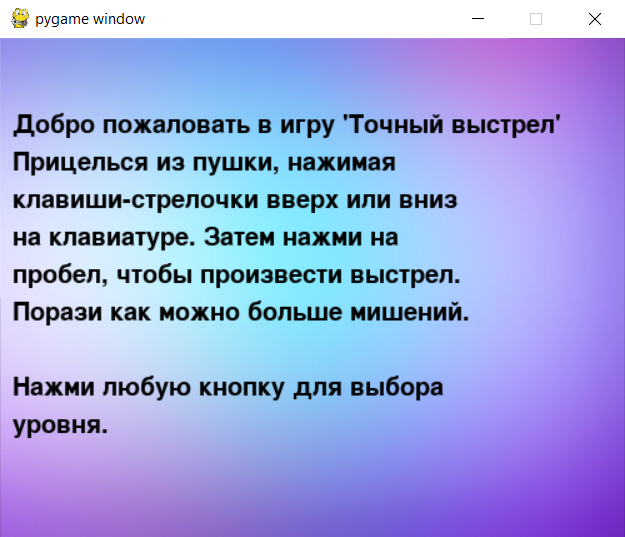 pygame window
Добро пожаловать в игру 'Точный выстрел'
Прицелься из пушки, нажимая
клавиши-стрелочки вверх или вниз
на клавиатуре. Затем нажми на
пробел, чтобы произвести выстрел.
Порази как можно больше мишений.
Нажми любую кнопку для выбора
уровня.